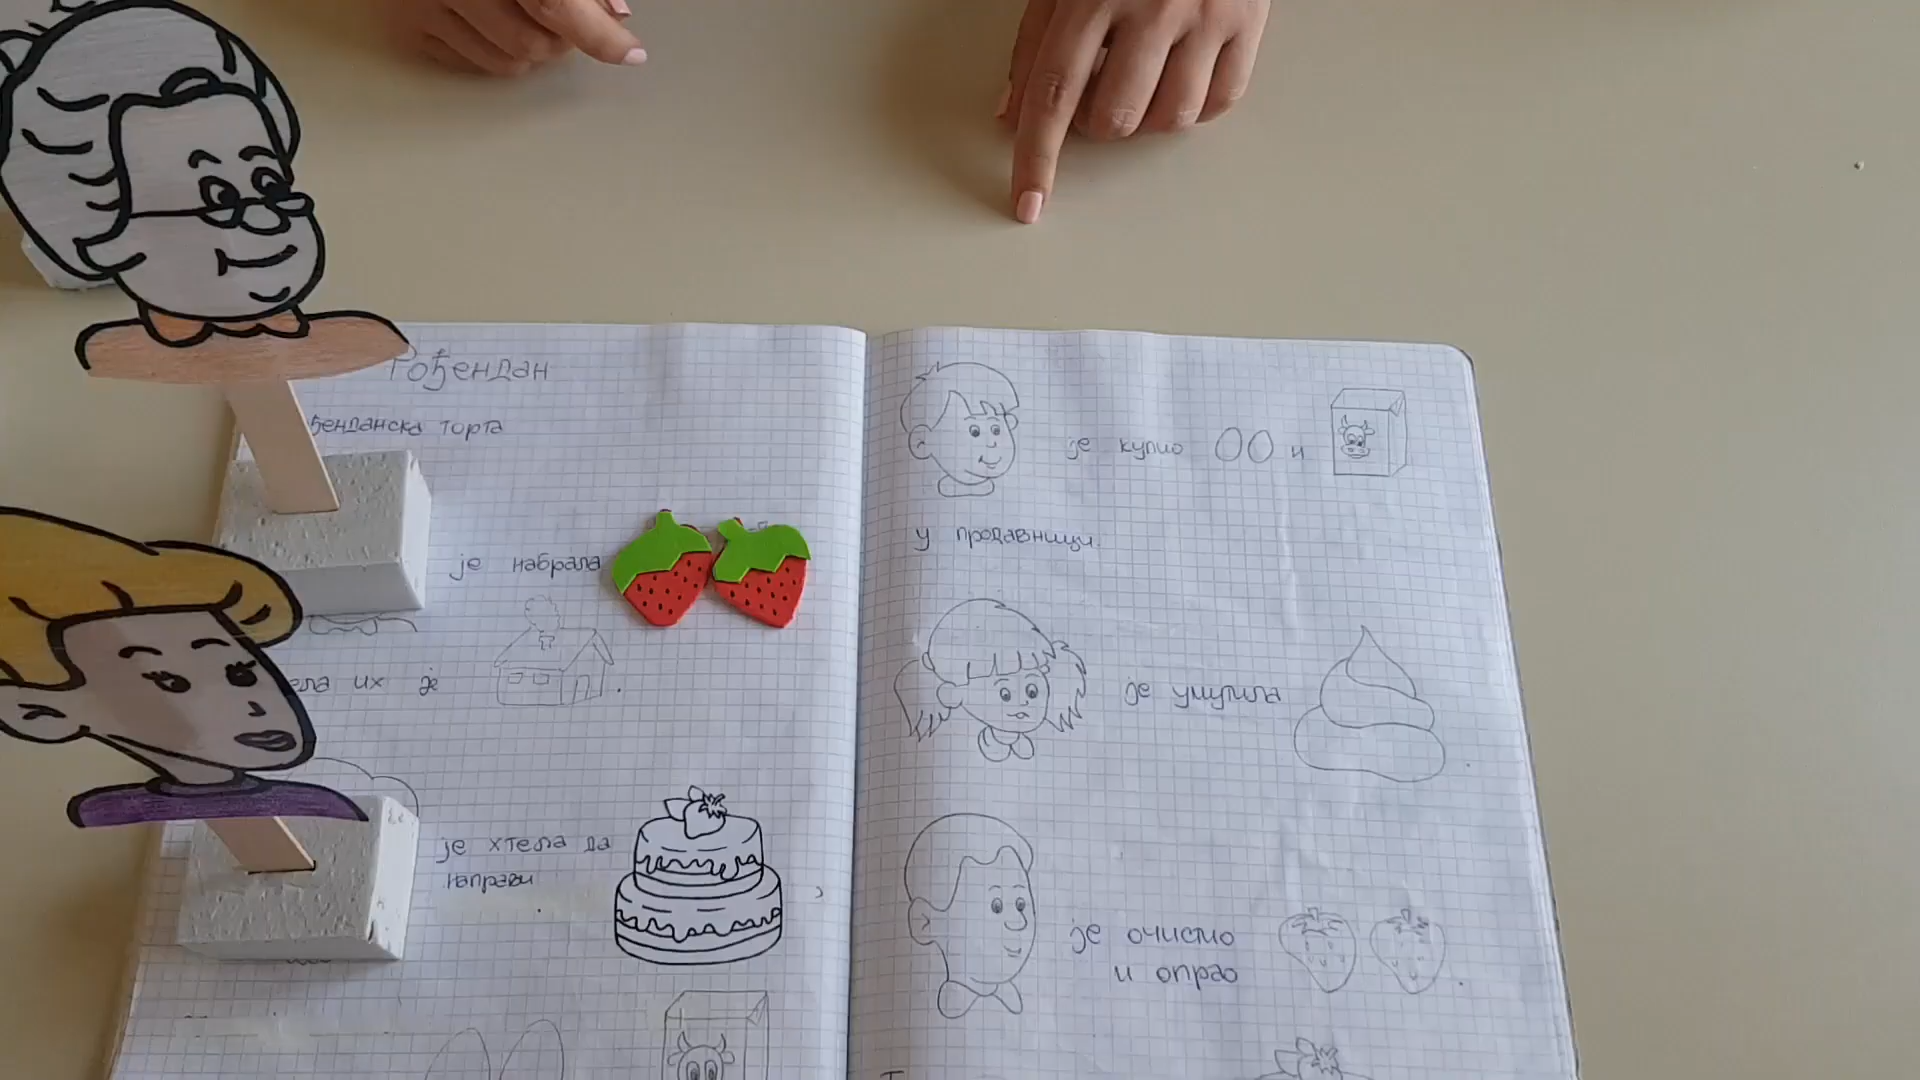 Рођендан
ђенданска торта
је набрала
ела их је
је хтела да
направи
,
је купио и
у продавници.
је умутила
је очистио
и опрао